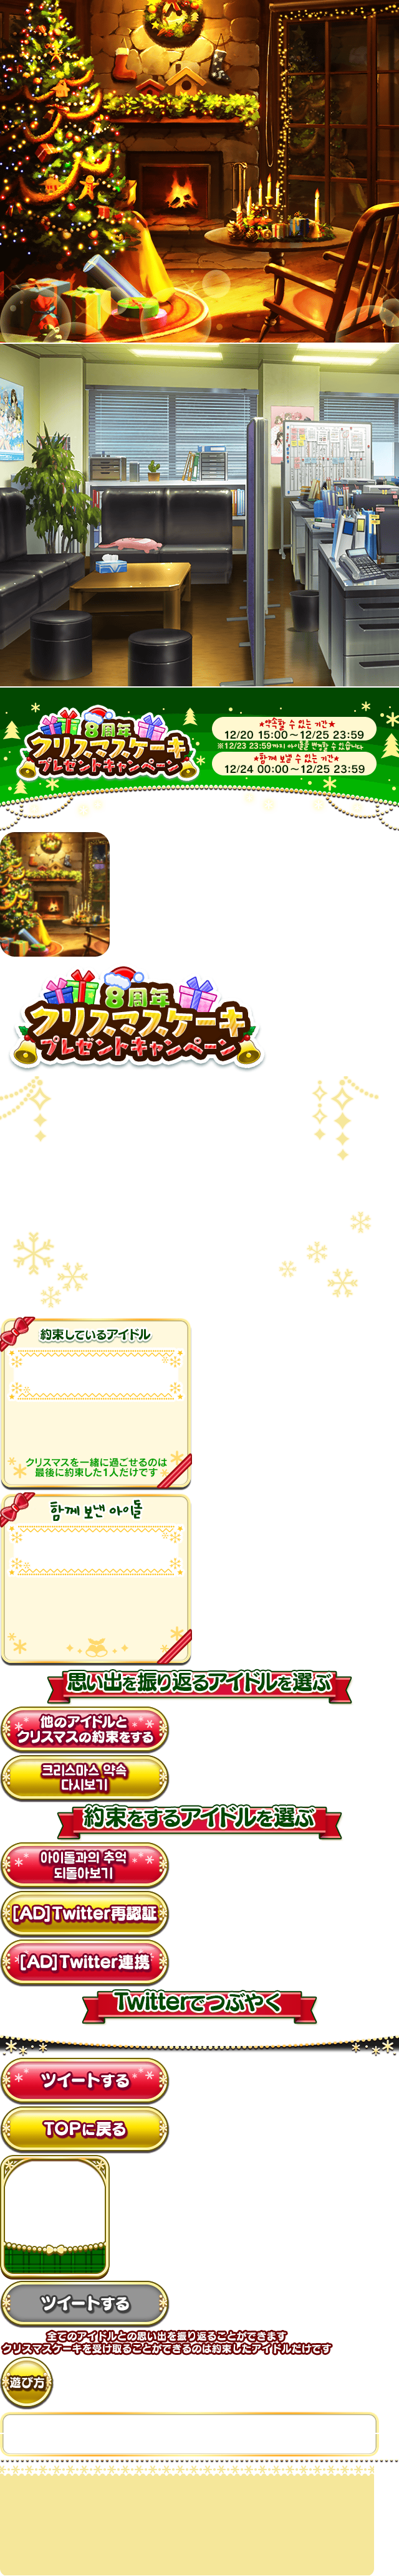 8周年
クリスマスケーキ
プレゼントキャンペーン
★약속할 수 있는 기간★
12/20 15:00～12/25 23:59
※12/23 23:59까지 아이돌을 변경할 수 있습니다
★함께 보낼 수 있는 기간★
12/24 00:00～12/25 23:59
8周年
クリスマスケーキ
プレゼントキャンペーン
約束しているアイドル
クリスマスを一緒に過ごせるのは
最後に約束した1人だけです
함께 보낸 아이돌
思い出を振り返るアイドルを選ぶ
他のアイドルと
クリスマスの約束をする
크리스마스 약속
다시보기
約束をするアイドルを選ぶ
아이돌과의 추억
되돌아보기
[AD]Twitter再認証
[AD]Twitter連携
Twitterでつぶやく
ツイートする
TOPに戻る
ツイートする
全てのアイドルとの思い出を振り返ることができます
クリスマスケーキを受け取ることができるのは約束したアイドルだけです
遊び方